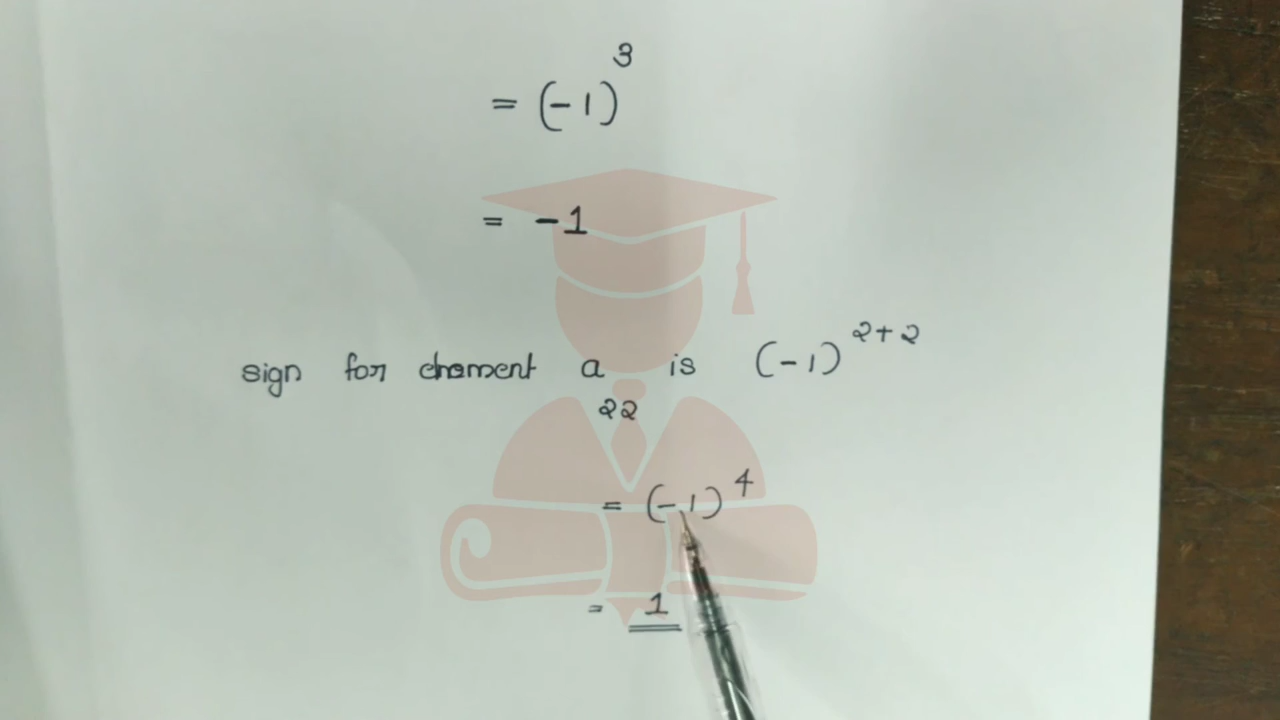 = (-1)³
= -1
sign for element a₂₂ is (-1)²⁺²
= (-1)⁴
= 1